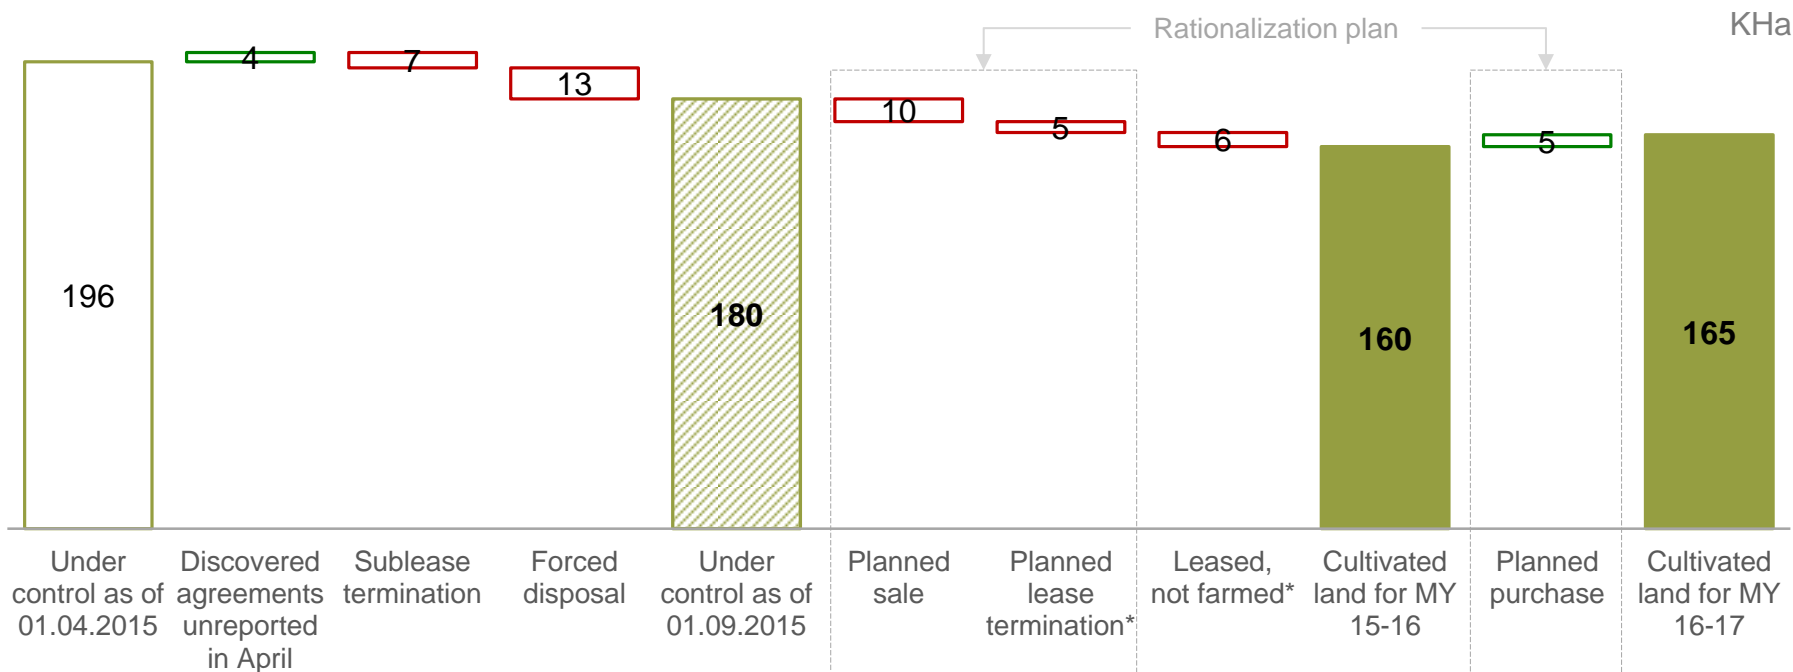 Rationalization plan
KHa
196
4
7
13
180
10
5
6
160
5
165
Under
control as of
01.04.2015
Discovered
agreements
unreported
in April
Sublease
termination
Forced
disposal
Under
control as of
01.09.2015
Planned
sale
Planned
lease
termination*
Leased,
not farmed*
Cultivated
land for MY
15-16
Planned
purchase
Cultivated
land for MY
16-17